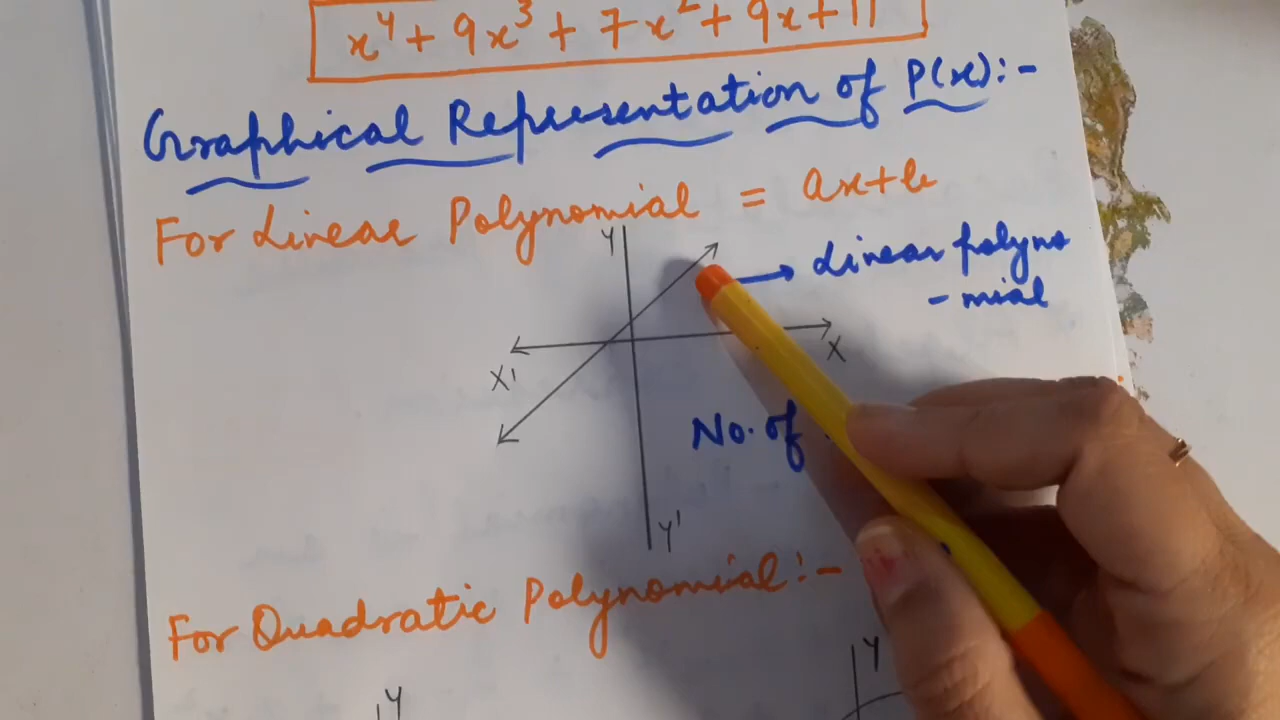 x⁴ + 9x³ + 7x² + 9x + 11
Graphical Representation of P(x):-
For Linear Polynomial = ax+b
Y
→ Linear polyno
- mial
X' X
No. of
Y'
For Quadratic Polynomial:-
Y Y